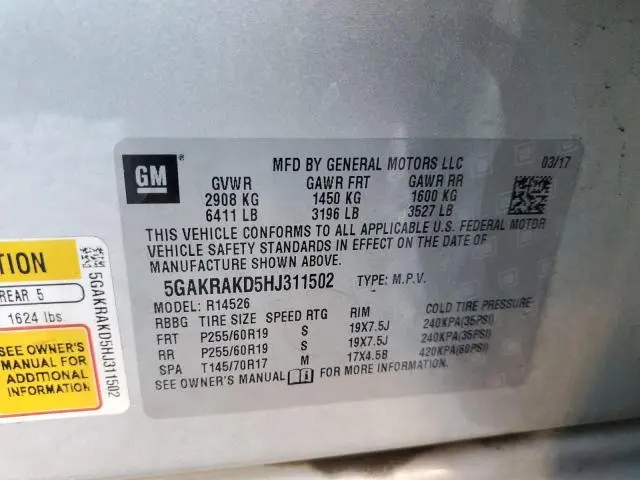 GM
MFD BY GENERAL MOTORS LLC 03/17
GVWR GAWR FRT GAWR RR
2908 KG 1450 KG 1600 KG
6411 LB 3196 LB 3527 LB
THIS VEHICLE CONFORMS TO ALL APPLICABLE U.S. FEDERAL MOTOR
VEHICLE SAFETY STANDARDS IN EFFECT ON THE DATE OF
MANUFACTURE SHOWN ABOVE.
5GAKRAKD5HJ311502 TYPE: M.P.V.
MODEL: R14526
RBBG TIRE SIZE SPEED RTG RIM COLD TIRE PRESSURE
FRT P255/60R19 S 19X7.5J 240KPA(35PSI)
RR P255/60R19 S 19X7.5J 240KPA(35PSI)
SPA T145/70R17 M 17X4.5B 420KPA(60PSI)
SEE OWNER'S MANUAL FOR MORE INFORMATION.
TION
REAR 5
1624 lbs.
SEE OWNER'S
MANUAL FOR
ADDITIONAL
INFORMATION
5GAKRAKD5HJ311502